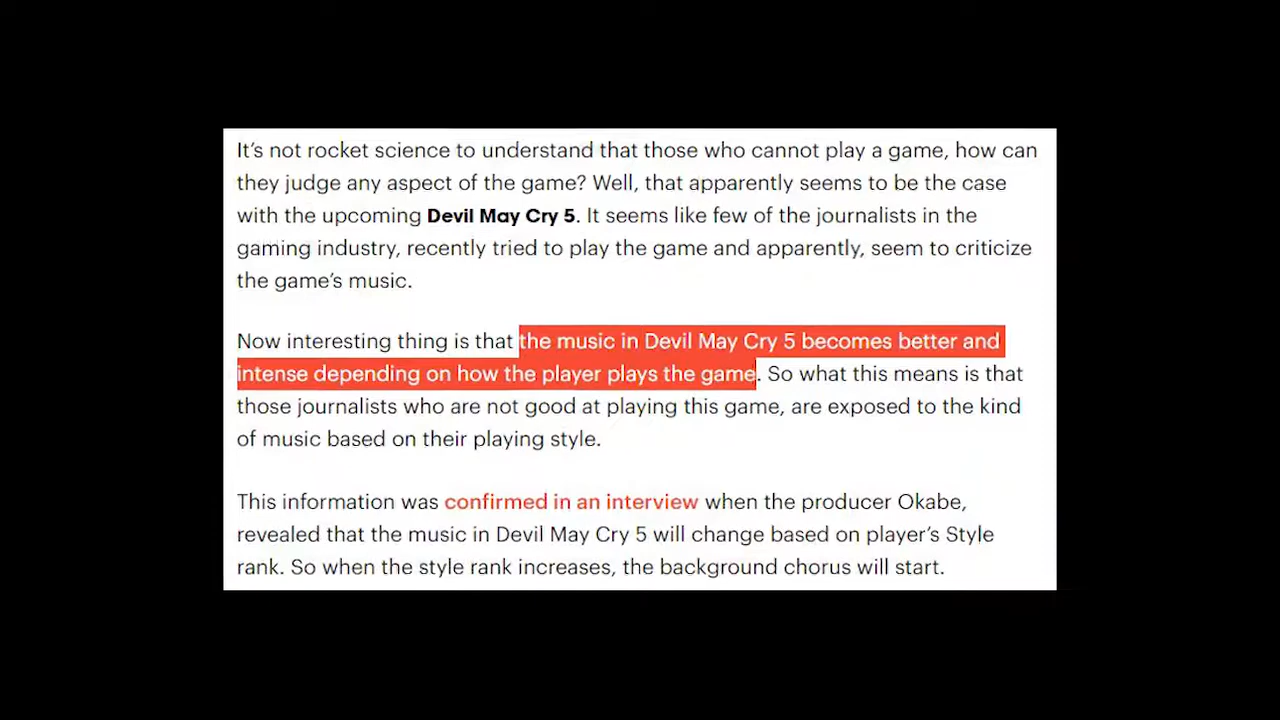 It’s not rocket science to understand that those who cannot play a game, how can
they judge any aspect of the game? Well, that apparently seems to be the case
with the upcoming Devil May Cry 5. It seems like few of the journalists in the
gaming industry, recently tried to play the game and apparently, seem to criticize
the game’s music.
Now interesting thing is that the music in Devil May Cry 5 becomes better and
intense depending on how the player plays the game. So what this means is that
those journalists who are not good at playing this game, are exposed to the kind
of music based on their playing style.
This information was confirmed in an interview when the producer Okabe,
revealed that the music in Devil May Cry 5 will change based on player’s Style
rank. So when the style rank increases, the background chorus will start.